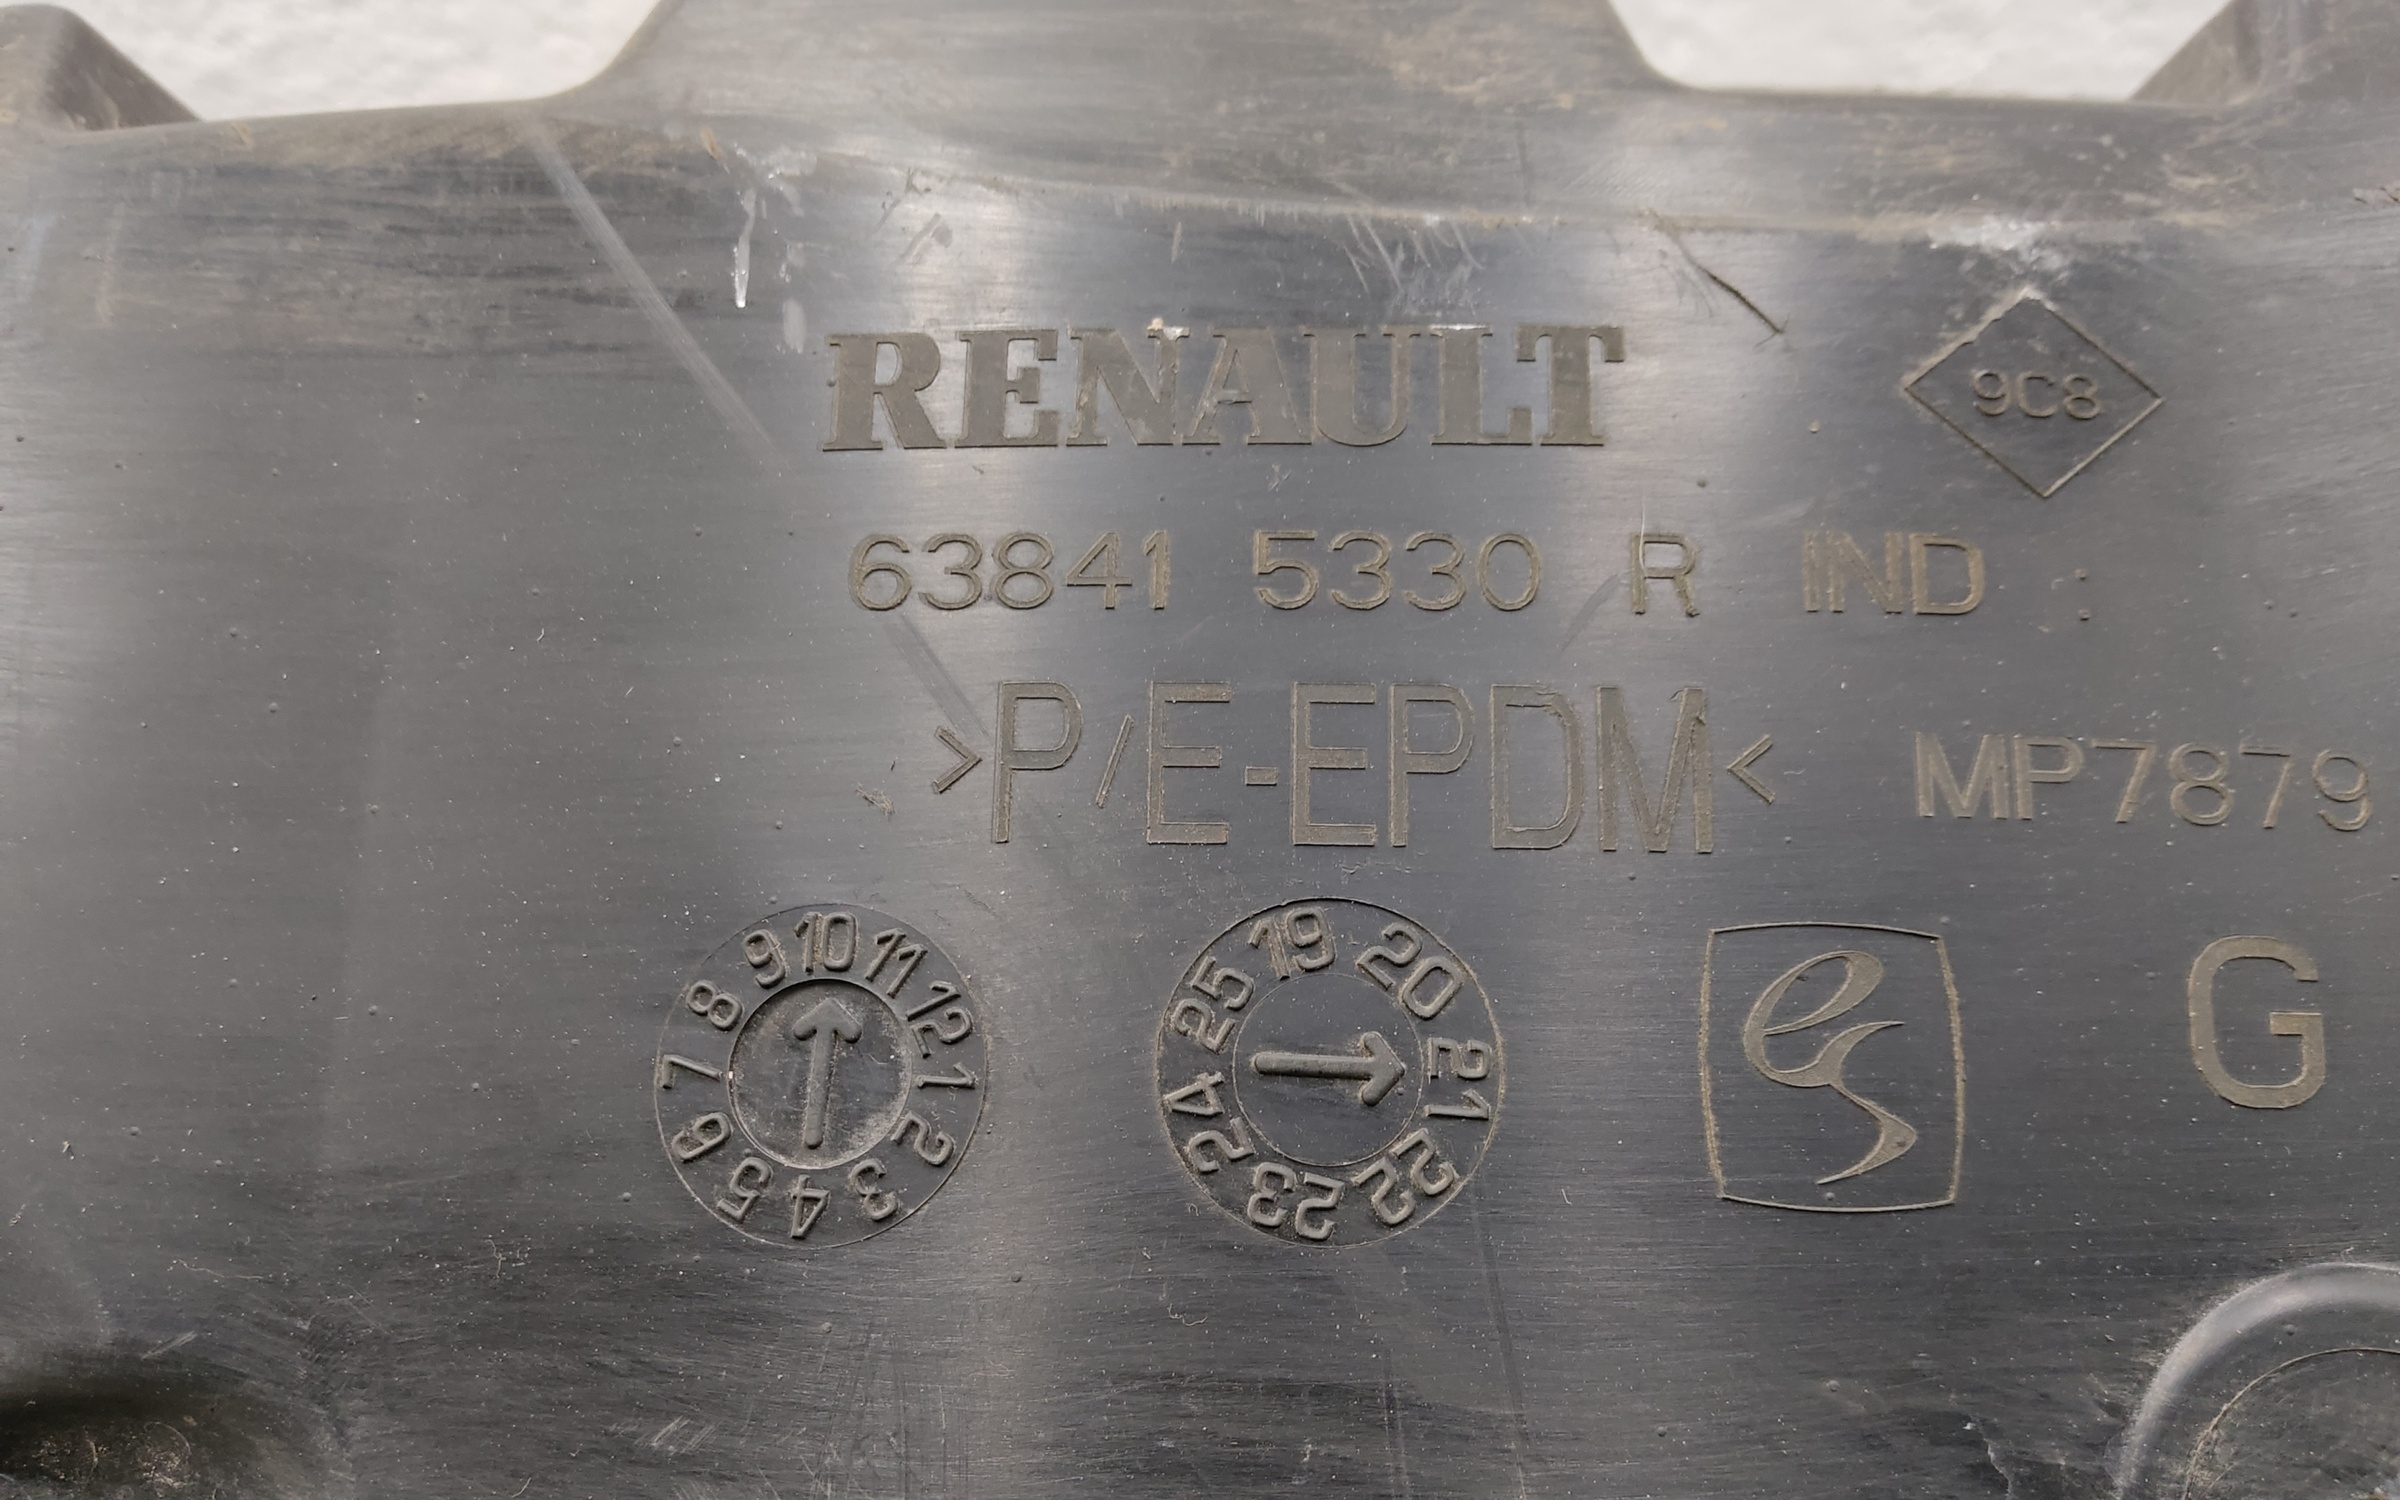 RENAULT
9C8
63841 5330 R IND :
>P/E-EPDM<
MP7879
1 2 3 4 5 6 7 8 9 10 11 12
19 20 21 22 23 24 25
es
G